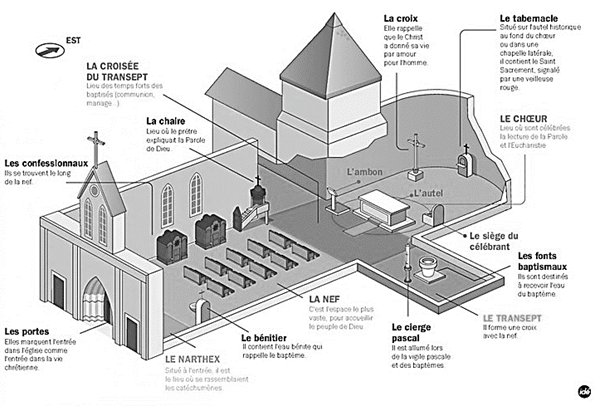 EST
LA CROISÉE
DU TRANSEPT
Lieu des temps forts des
baptisés (communion,
mariage...).
La croix
Elle rappelle
que le Christ
a donné sa vie
par amour
pour l'homme.
Le tabernacle
Situé sur l'autel historique
au fond du chœur
ou dans une
chapelle latérale,
il contient le Saint
Sacrement, signalé
par une veilleuse
rouge.
La chaire
Lieu où le prêtre
expliquait la Parole
de Dieu.
LE CHŒUR
Lieu où sont célébrées
la lecture de la Parole
et l'Eucharistie.
Les confessionnaux
Ils se trouvent le long
de la nef.
L'ambon
L'autel
Le siège du
célébrant
Les fonts
baptismaux
Ils sont destinés
à recevoir l'eau
du baptême.
LA NEF
C'est l'espace le plus
vaste, pour accueillir
le peuple de Dieu.
LE TRANSEPT
Il forme une croix
avec la nef.
Les portes
Elles marquent l'entrée
dans l'église comme
l'entrée dans la vie
chrétienne.
Le bénitier
Il contient l'eau bénite qui
rappelle le baptême.
Le cierge
pascal
Il est allumé lors
de la vigile pascale
et des baptêmes.
LE NARTHEX
Situé à l'entrée, il est
le lieu où se rassemblaient
les catéchumènes.
idé